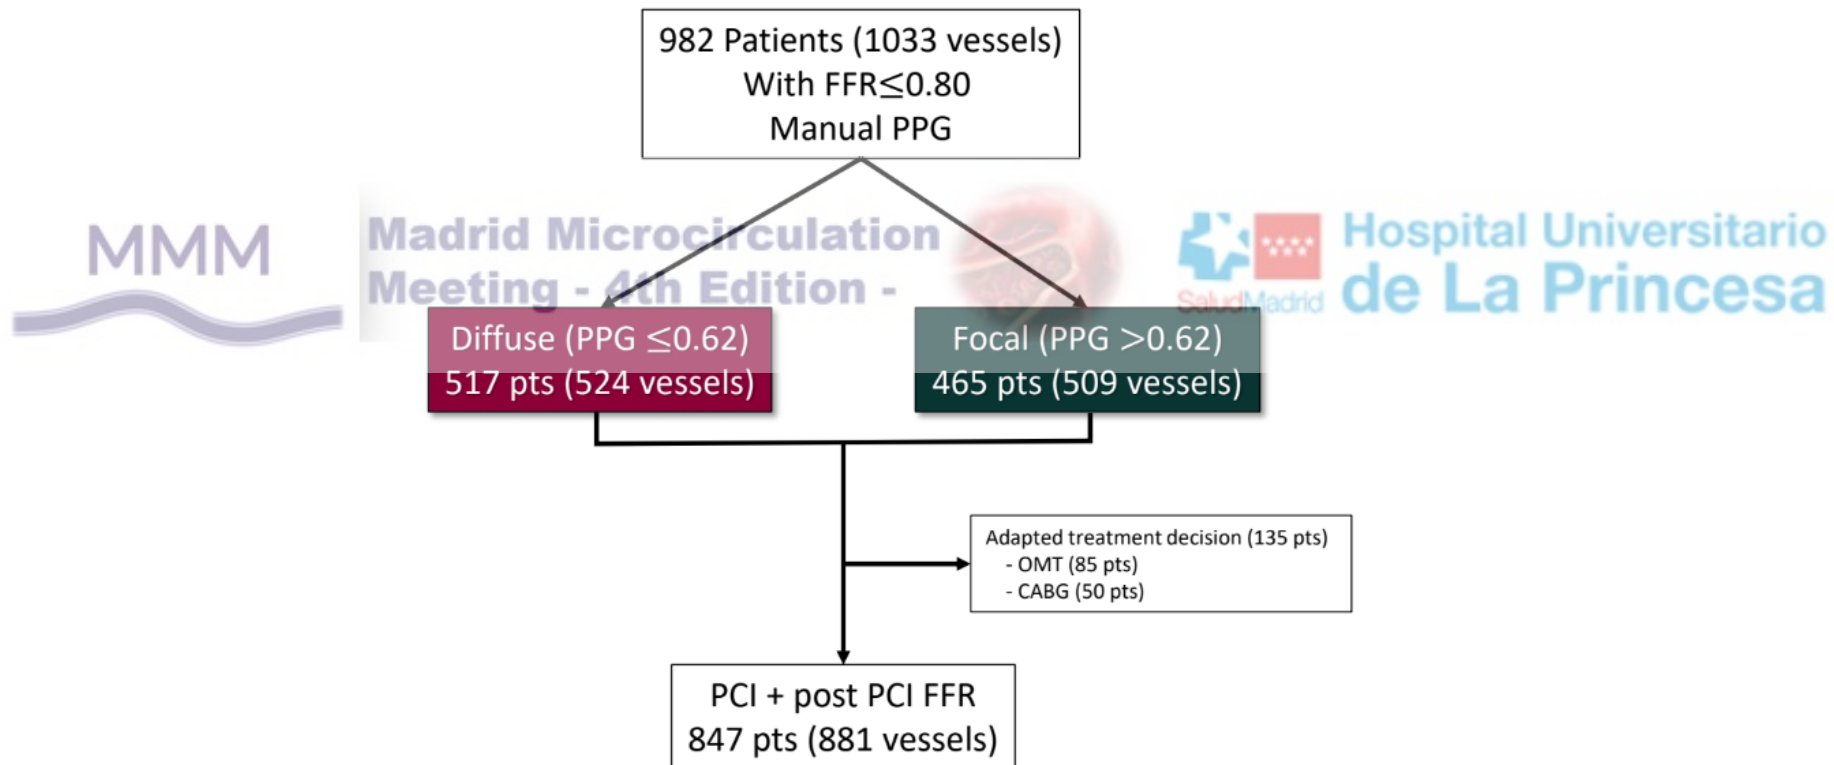 982 Patients (1033 vessels)
With FFR≤0.80
Manual PPG
MMM
Madrid Microcirculation
Meeting - 4th Edition -
SaludMadrid
Hospital Universitario
de La Princesa
Diffuse (PPG ≤0.62)
517 pts (524 vessels)
Focal (PPG >0.62)
465 pts (509 vessels)
Adapted treatment decision (135 pts)
- OMT (85 pts)
- CABG (50 pts)
PCI + post PCI FFR
847 pts (881 vessels)